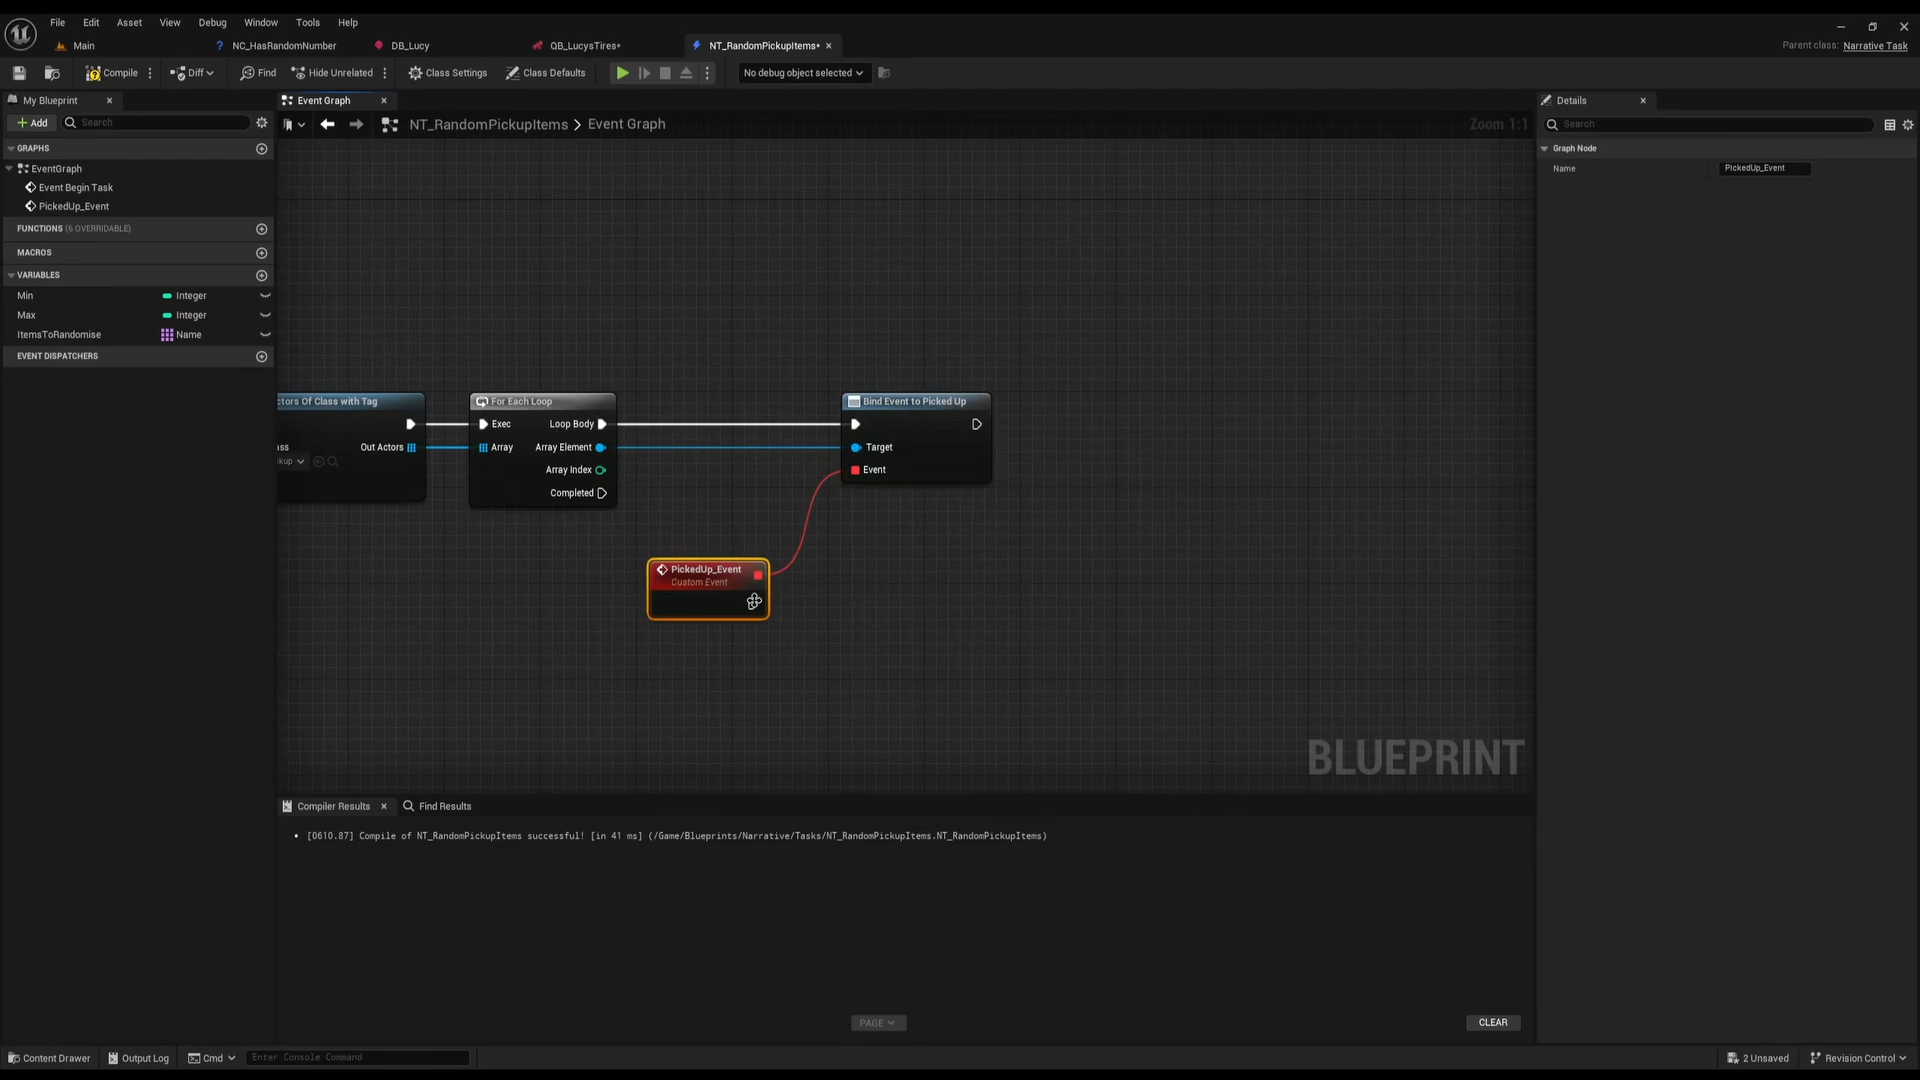 File Edit Asset View Debug Window Tools Help
Main
NC_HasRandomNumber
DB_Lucy
QB_LucysTires*
NT_RandomPickupItems*
Parent class: Narrative Task
Compile
Diff
Find
Hide Unrelated
Class Settings
Class Defaults
No debug object selected
My Blueprint
Event Graph
Details
Add
Search
NT_RandomPickupItems > Event Graph
Zoom 1:1
Search
GRAPHS
Graph Node
EventGraph
Name
PickedUp_Event
Event Begin Task
PickedUp_Event
FUNCTIONS (6 OVERRIDABLE)
MACROS
VARIABLES
Min Integer
Max Integer
ItemsToRandomise Name
EVENT DISPATCHERS
ctors Of Class with Tag
ass
kup
Out Actors
For Each Loop
Exec Loop Body
Array Array Element
Array Index
Completed
Bind Event to Picked Up
Target
Event
PickedUp_Event
Custom Event
BLUEPRINT
Compiler Results
Find Results
[0610.87] Compile of NT_RandomPickupItems successful! [in 41 ms] (/Game/Blueprints/Narrative/Tasks/NT_RandomPickupItems.NT_RandomPickupItems)
PAGE
CLEAR
Content Drawer
Output Log
Cmd
Enter Console Command
2 Unsaved
Revision Control